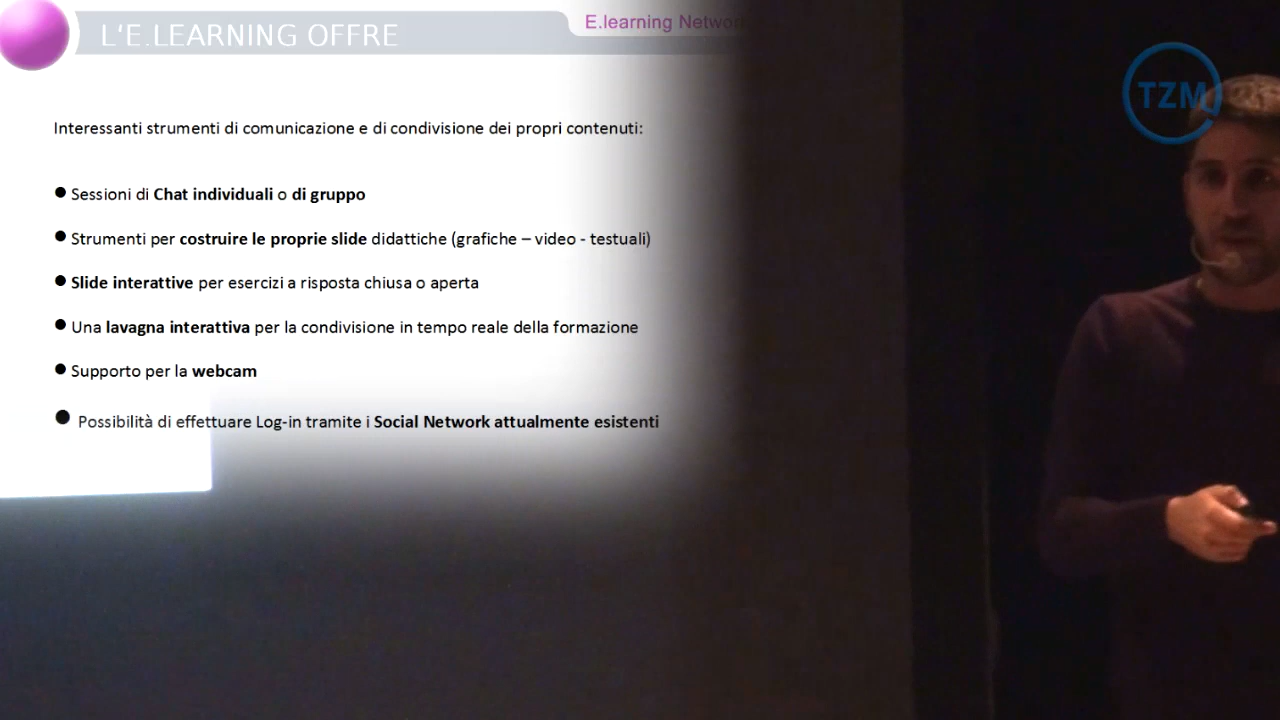 L'E.LEARNING OFFRE
E.learning Network
Interessanti strumenti di comunicazione e di condivisione dei propri contenuti:
● Sessioni di Chat individuali o di gruppo
● Strumenti per costruire le proprie slide didattiche (grafiche – video - testuali)
● Slide interattive per esercizi a risposta chiusa o aperta
● Una lavagna interattiva per la condivisione in tempo reale della formazione
● Supporto per la webcam
● Possibilità di effettuare Log-in tramite i Social Network attualmente esistenti
TZM